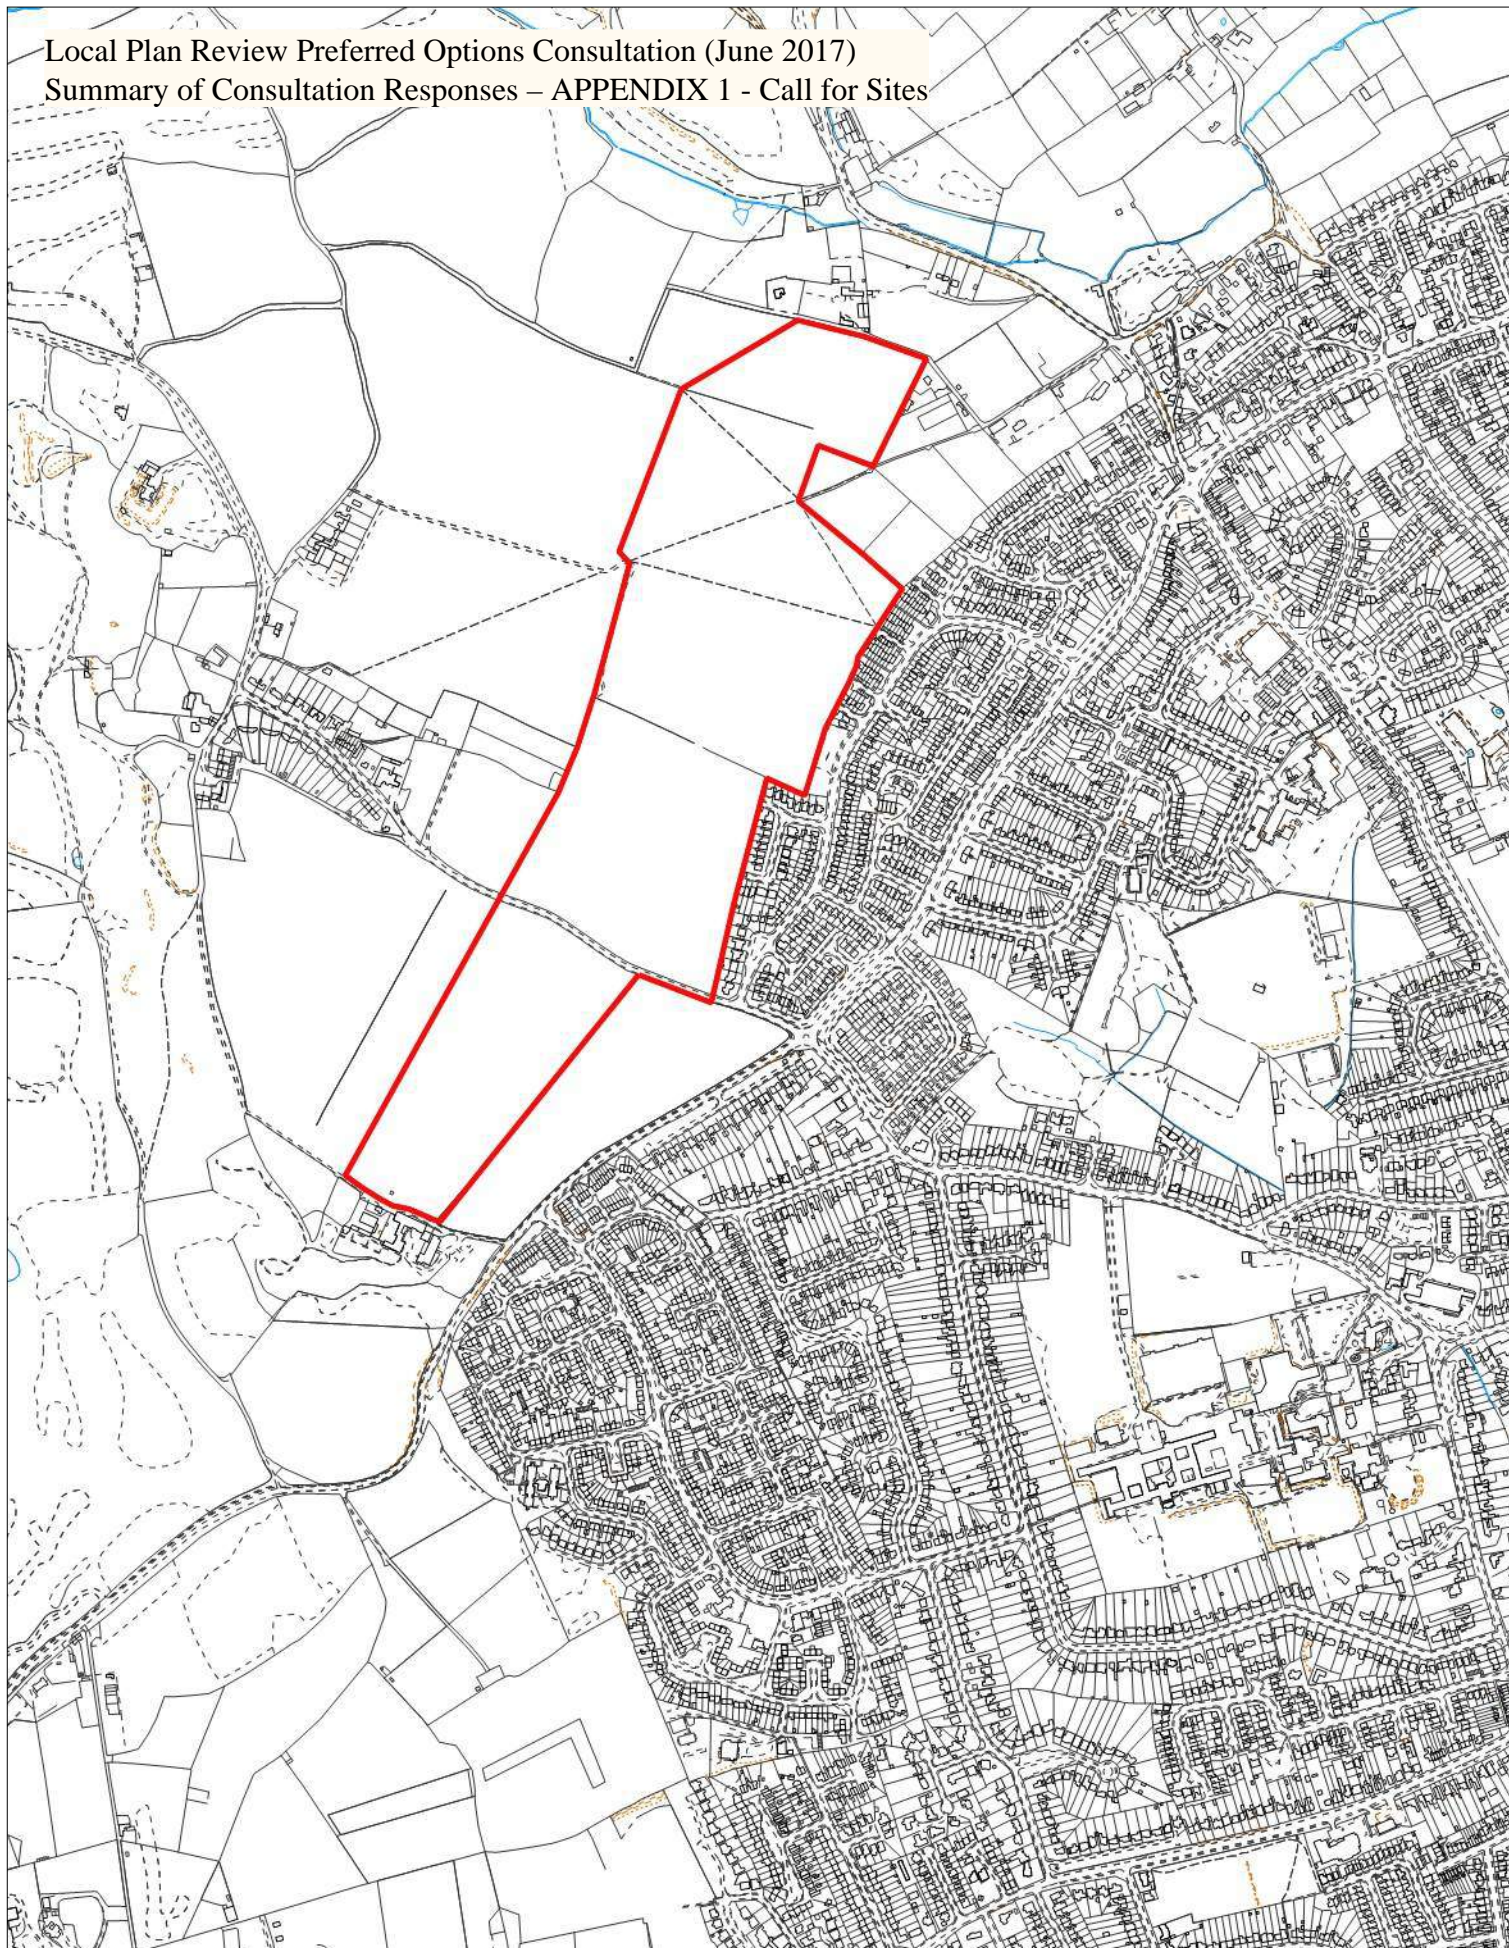 Local Plan Review Preferred Options Consultation (June 2017)
Summary of Consultation Responses – APPENDIX 1 - Call for Sites